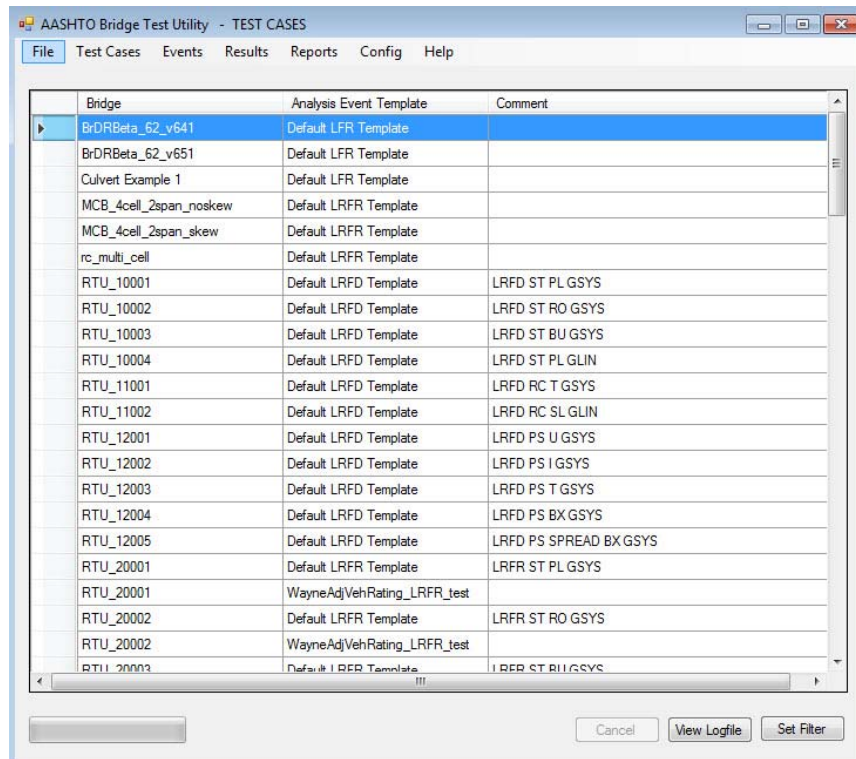 AASHTO Bridge Test Utility - TEST CASES
File Test Cases Events Results Reports Config Help
Bridge Analysis Event Template Comment
BrDRBeta_62_v641 Default LFR Template
BrDRBeta_62_v651 Default LFR Template
Culvert Example 1 Default LFR Template
MCB_4cell_2span_noskew Default LRFR Template
MCB_4cell_2span_skew Default LRFR Template
rc_multi_cell Default LRFR Template
RTU_10001 Default LRFD Template LRFD ST PL GSYS
RTU_10002 Default LRFD Template LRFD ST RO GSYS
RTU_10003 Default LRFD Template LRFD ST BU GSYS
RTU_10004 Default LRFD Template LRFD ST PL GLIN
RTU_11001 Default LRFD Template LRFD RC T GSYS
RTU_11002 Default LRFD Template LRFD RC SL GLIN
RTU_12001 Default LRFD Template LRFD PS U GSYS
RTU_12002 Default LRFD Template LRFD PS I GSYS
RTU_12003 Default LRFD Template LRFD PS T GSYS
RTU_12004 Default LRFD Template LRFD PS BX GSYS
RTU_12005 Default LRFD Template LRFD PS SPREAD BX GSYS
RTU_20001 Default LRFD Template LRFR ST PL GSYS
RTU_20001 WayneAdjVehRating_LRFR_test
RTU_20002 Default LRFR Template LRFR ST RO GSYS
RTU_20002 WayneAdjVehRating_LRFR_test
RTU_20003 Default LRFR Template LRFR ST BU GSYS
Cancel View Logfile Set Filter